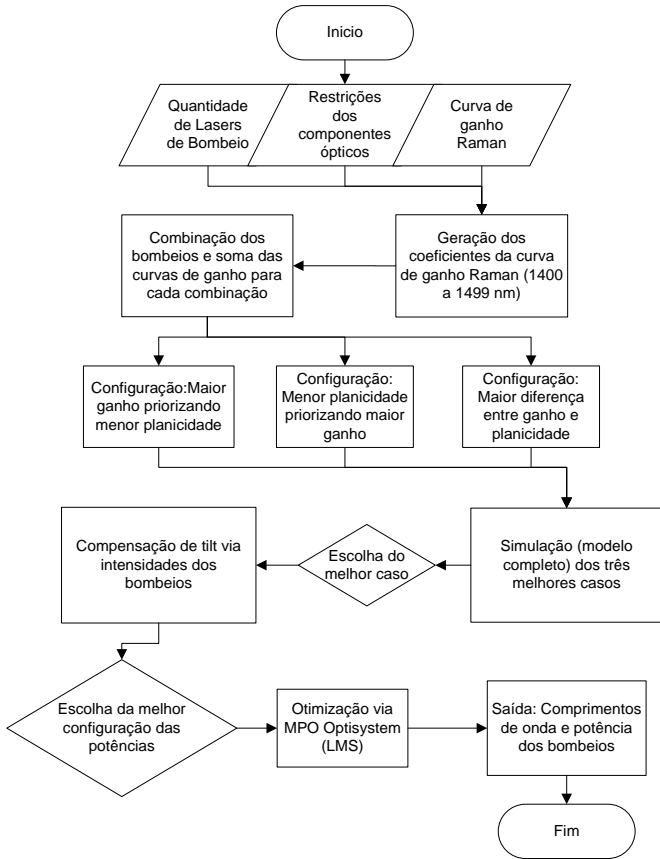 Inicio
Quantidade
de Lasers
de Bombeio
Restrições
dos
componentes
ópticos
Curva de
ganho
Raman
Combinação dos
bombeios e soma das
curvas de ganho para
cada combinação
Geração dos
coeficientes da curva
de ganho Raman (1400
a 1499 nm)
Configuração:Maior
ganho priorizando
menor planicidade
Configuração:
Menor planicidade
priorizando maior
ganho
Configuração:
Maior diferença
entre ganho e
planicidade
Compensação de tilt via
intensidades dos
bombeios
Escolha do
melhor caso
Simulação (modelo
completo) dos três
melhores casos
Escolha da melhor
configuração das
potências
Otimização via
MPO Optisystem
(LMS)
Saída: Comprimentos
de onda e potência
dos bombeios
Fim